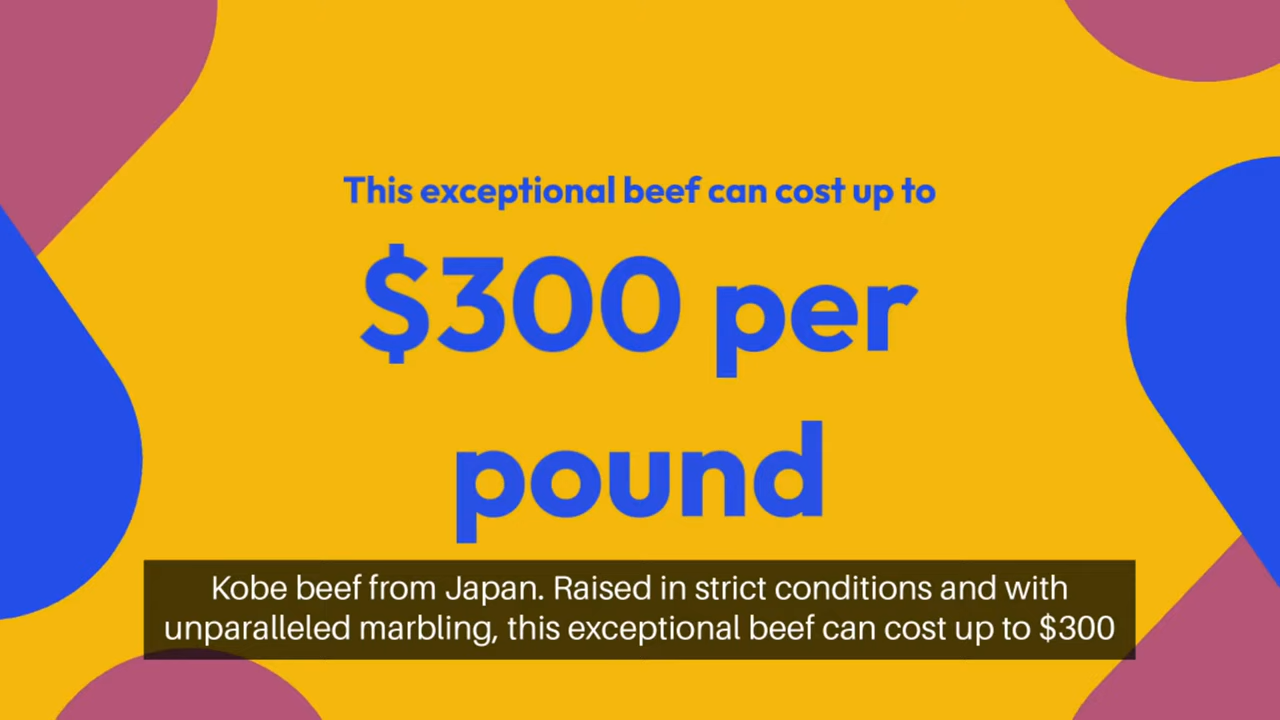 This exceptional beef can cost up to
$300 per
pound
Kobe beef from Japan. Raised in strict conditions and with
unparalleled marbling, this exceptional beef can cost up to $300